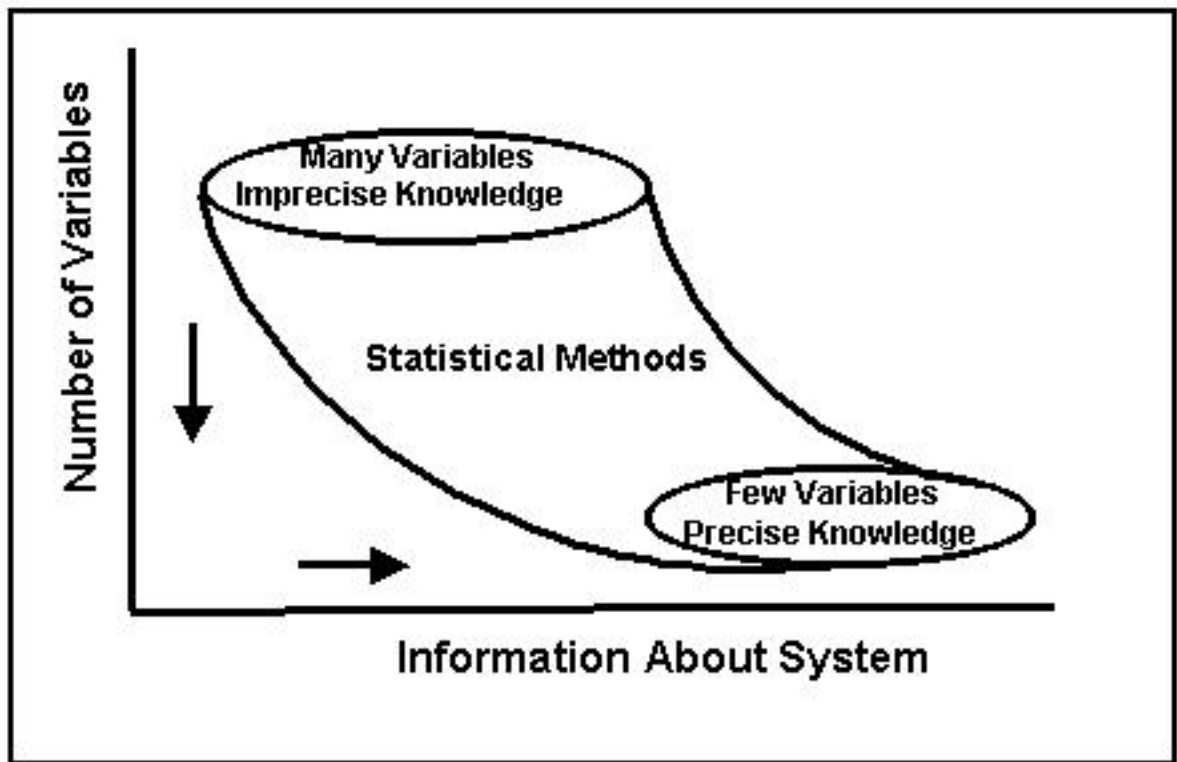 Number of Variables
Many Variables
Imprecise Knowledge
Statistical Methods
Few Variables
Precise Knowledge
Information About System